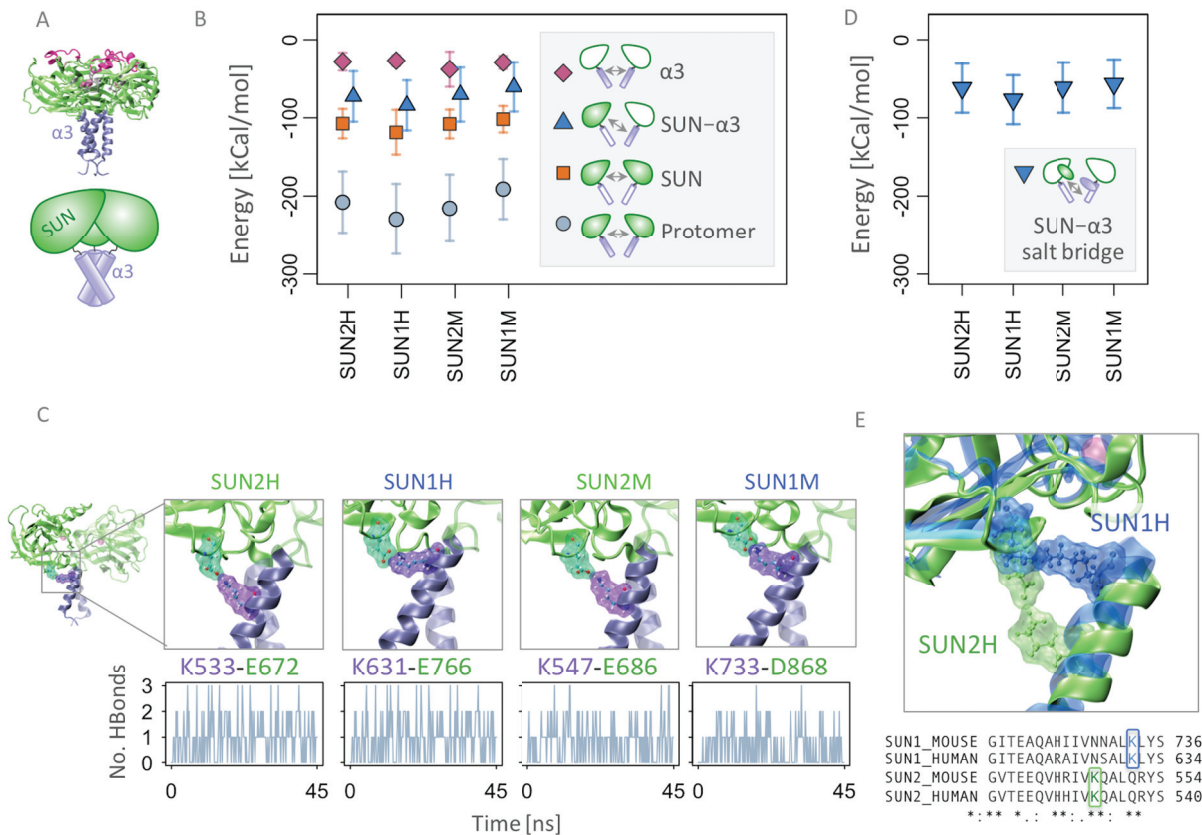 A
α3
SUN
α3
B
Energy [kCal/mol]
0
-100
-200
-300
SUN2H
SUN1H
SUN2M
SUN1M
α3
SUN-α3
SUN
Protomer
D
Energy [kCal/mol]
0
-100
-200
-300
SUN2H
SUN1H
SUN2M
SUN1M
SUN-α3
salt bridge
C
SUN2H
SUN1H
SUN2M
SUN1M
K533-E672
K631-E766
K547-E686
K733-D868
No. HBonds
3
2
1
0
0 45
0 45
0 45
0 45
Time [ns]
E
SUN1H
SUN2H
SUN1_MOUSE GITEAQAHIIVNNALKLYS 736
SUN1_HUMAN GITEAQARAIVNSALKLYS 634
SUN2_MOUSE GVTEEQVHRIVKQALQRYS 554
SUN2_HUMAN GVTEEQVHHIVKQALQRYS 540
*:** *.: **:.**: **